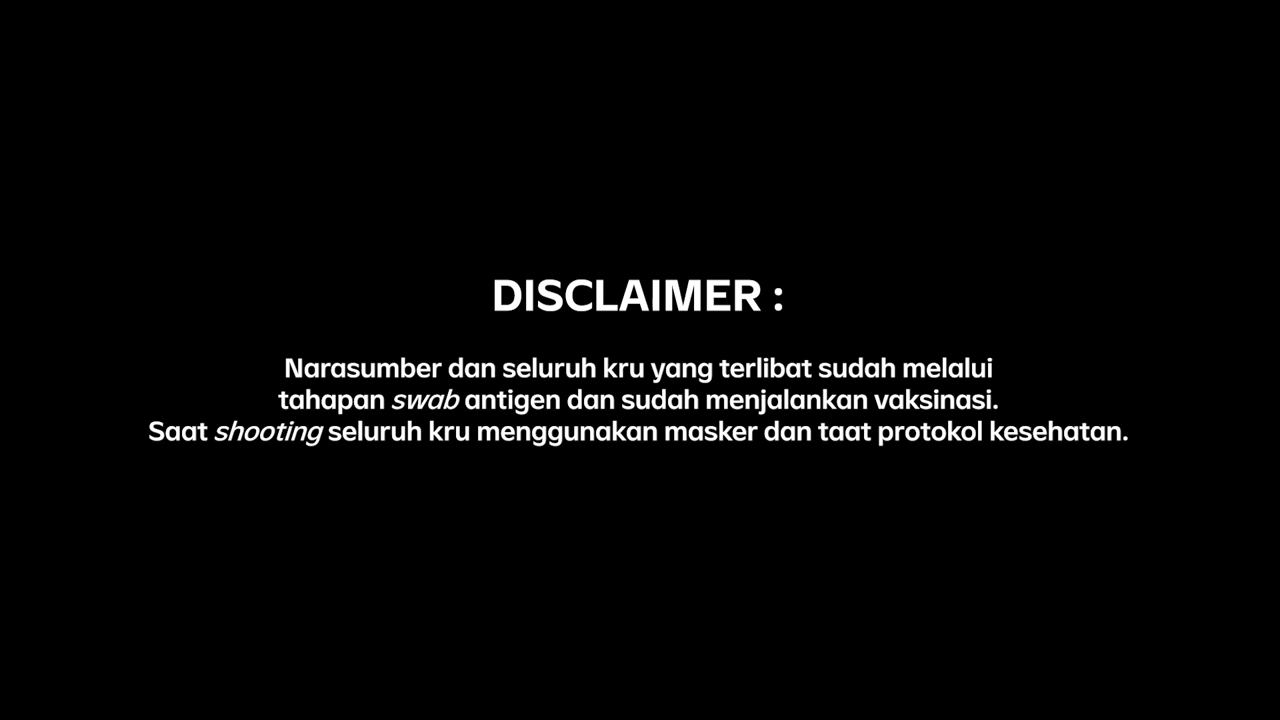 DISCLAIMER :
Narasumber dan seluruh kru yang terlibat sudah melalui
tahapan swab antigen dan sudah menjalankan vaksinasi.
Saat shooting seluruh kru menggunakan masker dan taat protokol kesehatan.